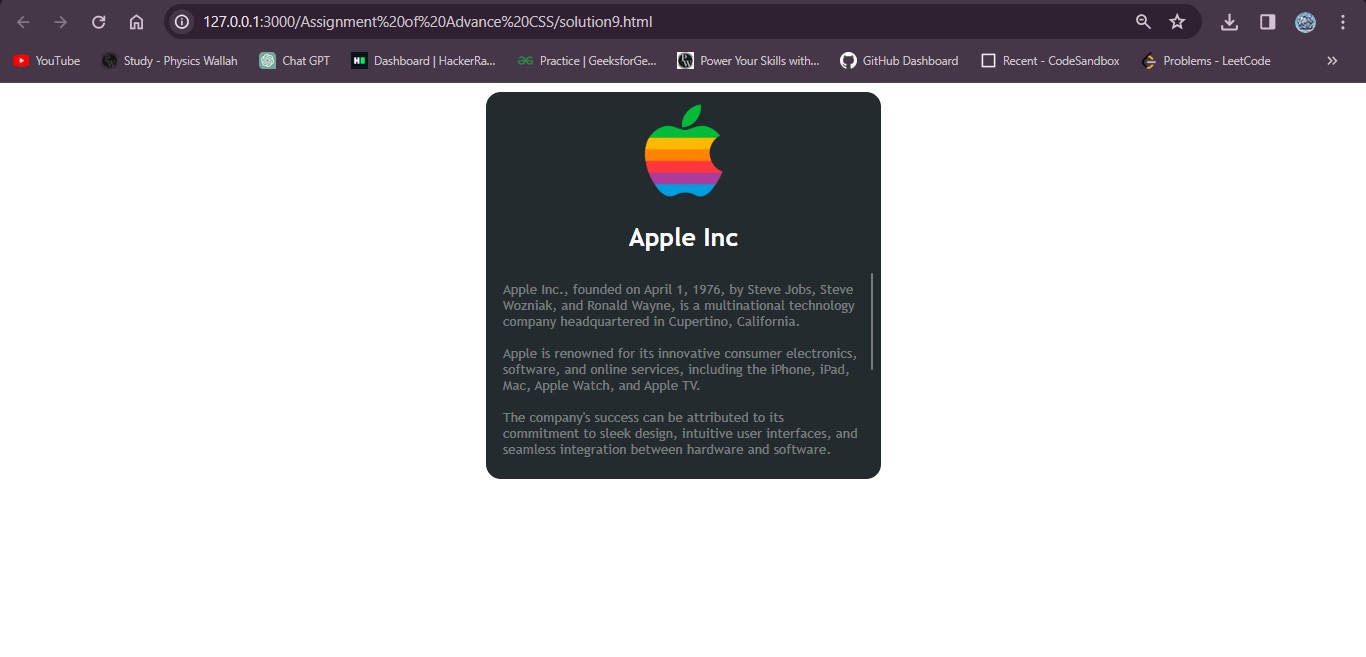 127.0.0.1:3000/Assignment%20of%20Advance%20CSS/solution9.html
YouTube Study - Physics Wallah Chat GPT Dashboard | HackerRa... Practice | GeeksforGe... Power Your Skills with... GitHub Dashboard Recent - CodeSandbox Problems - LeetCode
Apple Inc
Apple Inc., founded on April 1, 1976, by Steve Jobs, Steve
Wozniak, and Ronald Wayne, is a multinational technology
company headquartered in Cupertino, California.
Apple is renowned for its innovative consumer electronics,
software, and online services, including the iPhone, iPad,
Mac, Apple Watch, and Apple TV.
The company's success can be attributed to its
commitment to sleek design, intuitive user interfaces, and
seamless integration between hardware and software.